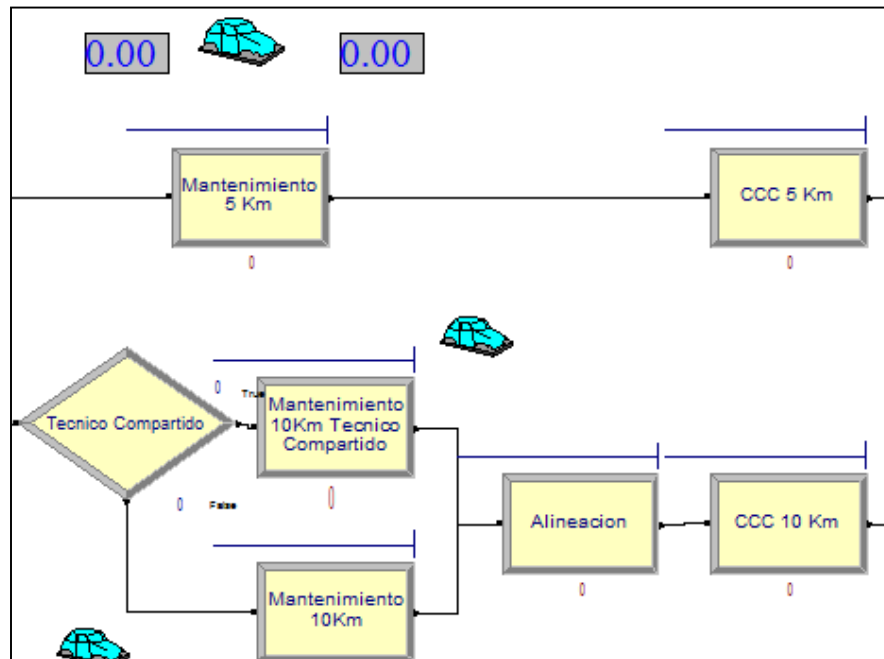 0.00
0.00
Mantenimiento
5 Km
0
CCC 5 Km
0
Tecnico Compartido
0
Tru
Mantenimiento
10Km Tecnico
Compartido
0
0
False
Alineacion
0
CCC 10 Km
0
Mantenimiento
10Km